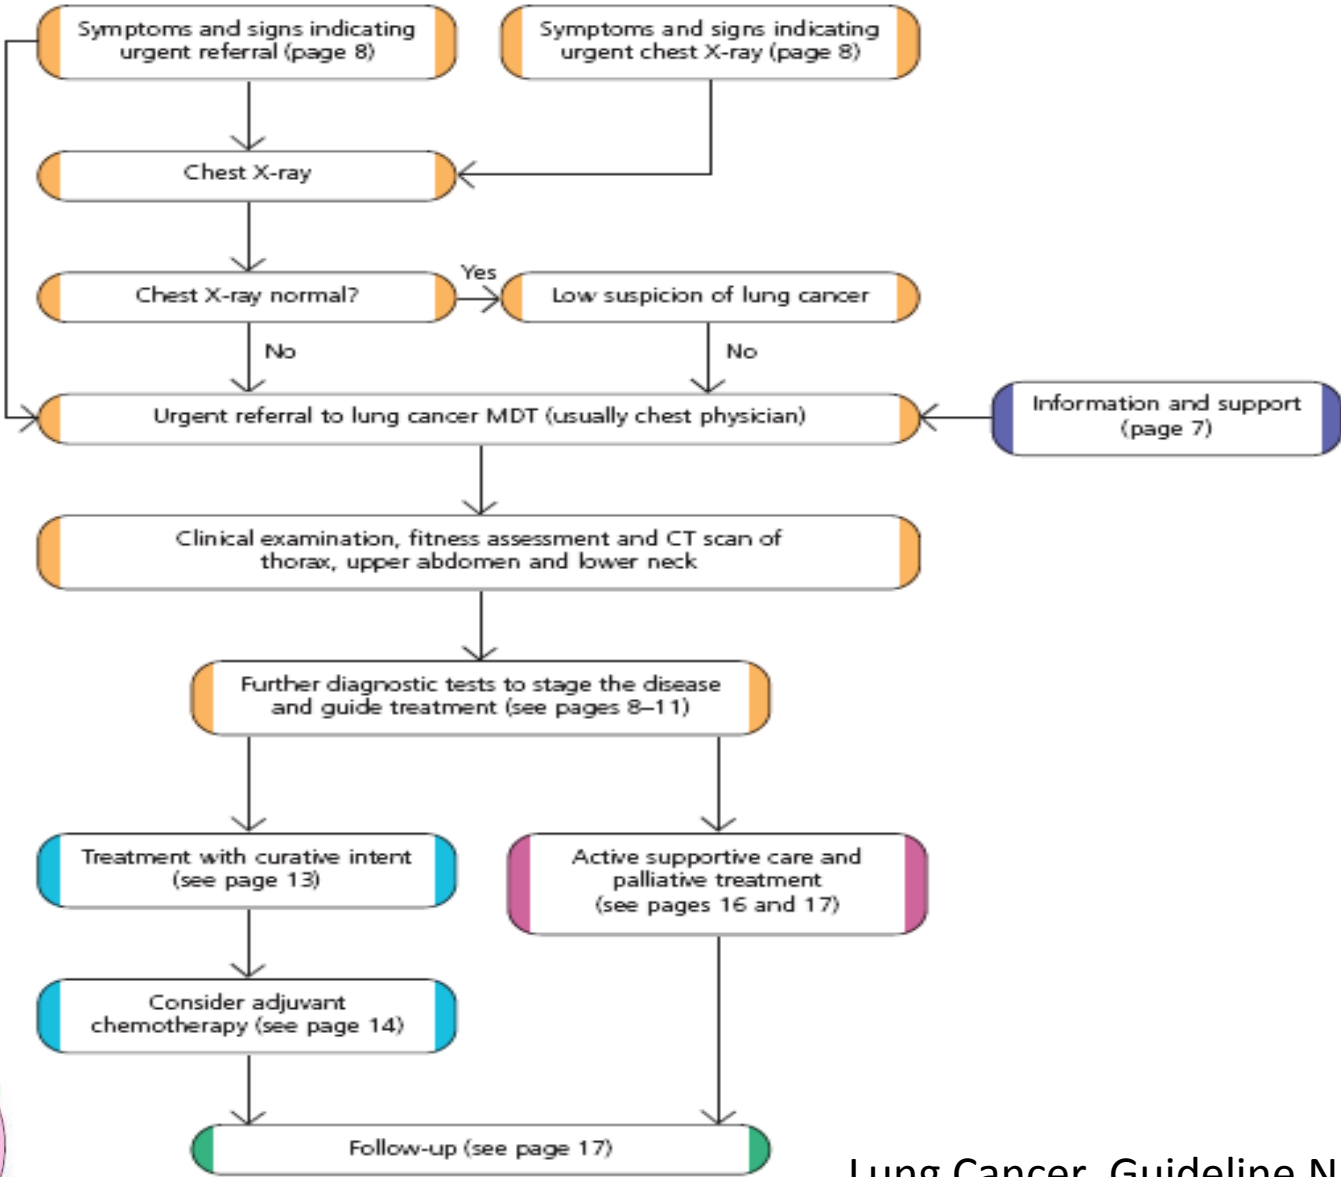 Symptoms and signs indicating
urgent referral (page 8)
Symptoms and signs indicating
urgent chest X-ray (page 8)
Chest X-ray
Chest X-ray normal?
Yes
Low suspicion of lung cancer
No
No
Urgent referral to lung cancer MDT (usually chest physician)
Information and support
(page 7)
Clinical examination, fitness assessment and CT scan of
thorax, upper abdomen and lower neck
Further diagnostic tests to stage the disease
and guide treatment (see pages 8–11)
Treatment with curative intent
(see page 13)
Active supportive care and
palliative treatment
(see pages 16 and 17)
Consider adjuvant
chemotherapy (see page 14)
Follow-up (see page 17)
Lung Cancer, Guideline